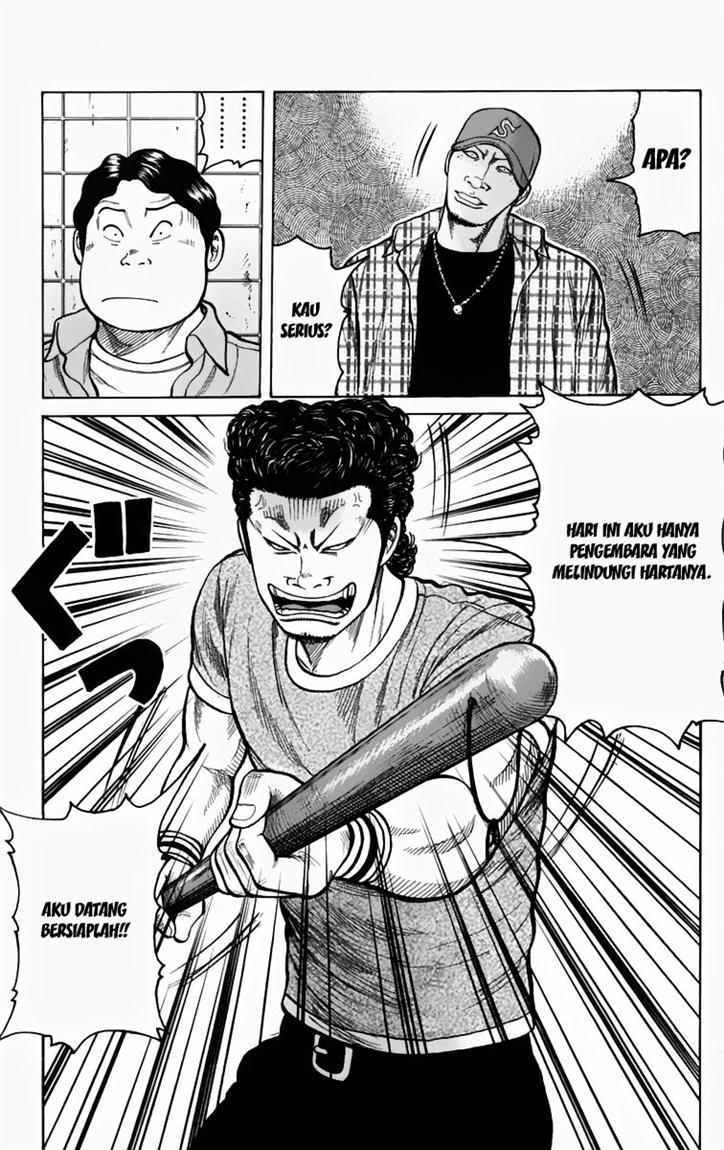 APA?
KAU
SERIUS?
............
S
HARI INI AKU HANYA
PENGEMBARA YANG
MELINDUNGI HARTANYA.
ぐっ
AKU DATANG
BERSIAPLAH!!